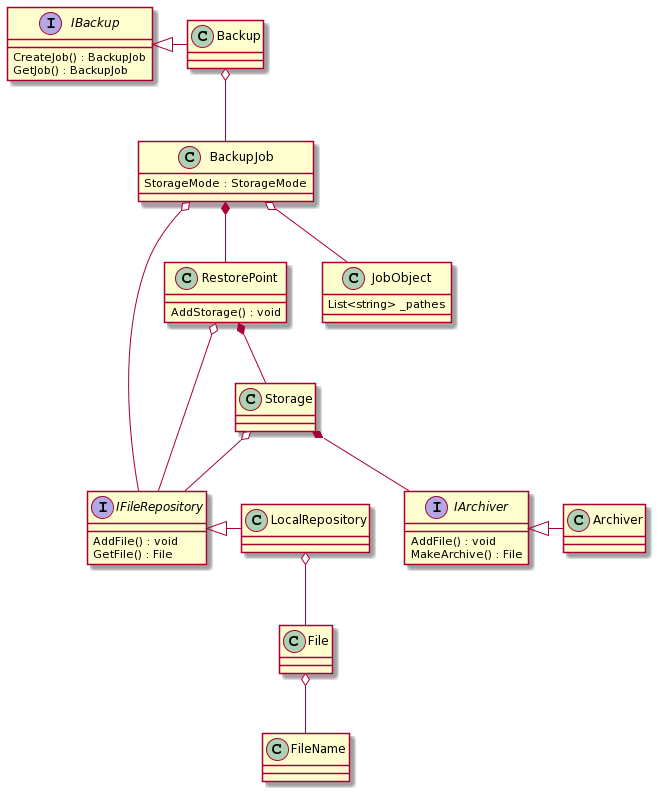 I IBackup
CreateJob() : BackupJob
GetJob() : BackupJob
C Backup
C BackupJob
StorageMode : StorageMode
C RestorePoint
AddStorage() : void
C JobObject
List<string> _pathes
C Storage
I IFileRepository
AddFile() : void
GetFile() : File
C LocalRepository
I IArchiver
AddFile() : void
MakeArchive() : File
C Archiver
C File
C FileName